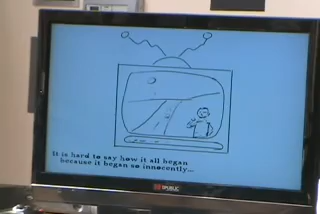 It is hard to say how it all began
because it began so innocently...